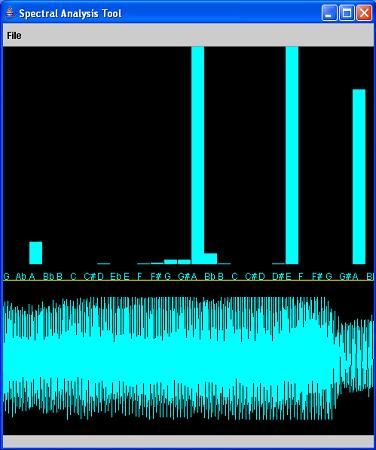 Spectral Analysis Tool
File
G Ab A Bb B C C# D Eb E F F# G G# A Bb B C C# D D# E F F# G G# A B